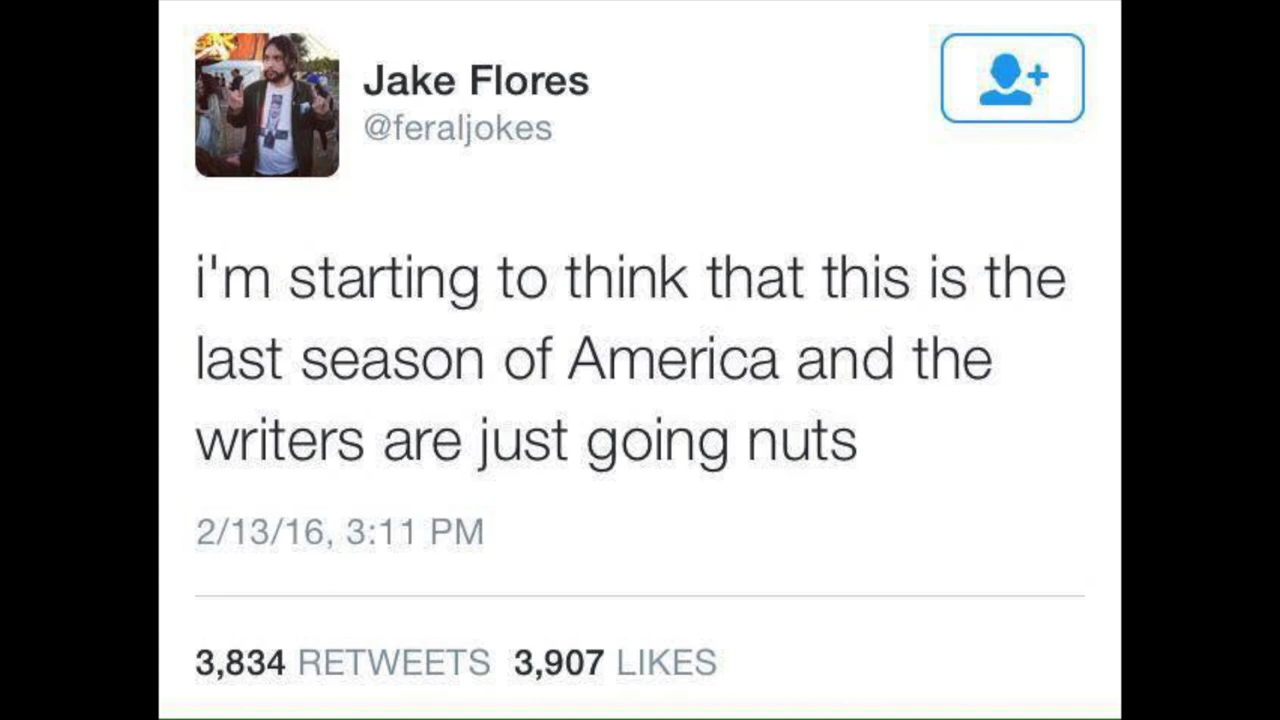 Jake Flores
@feraljokes
i'm starting to think that this is the
last season of America and the
writers are just going nuts
2/13/16, 3:11 PM
3,834 RETWEETS 3,907 LIKES